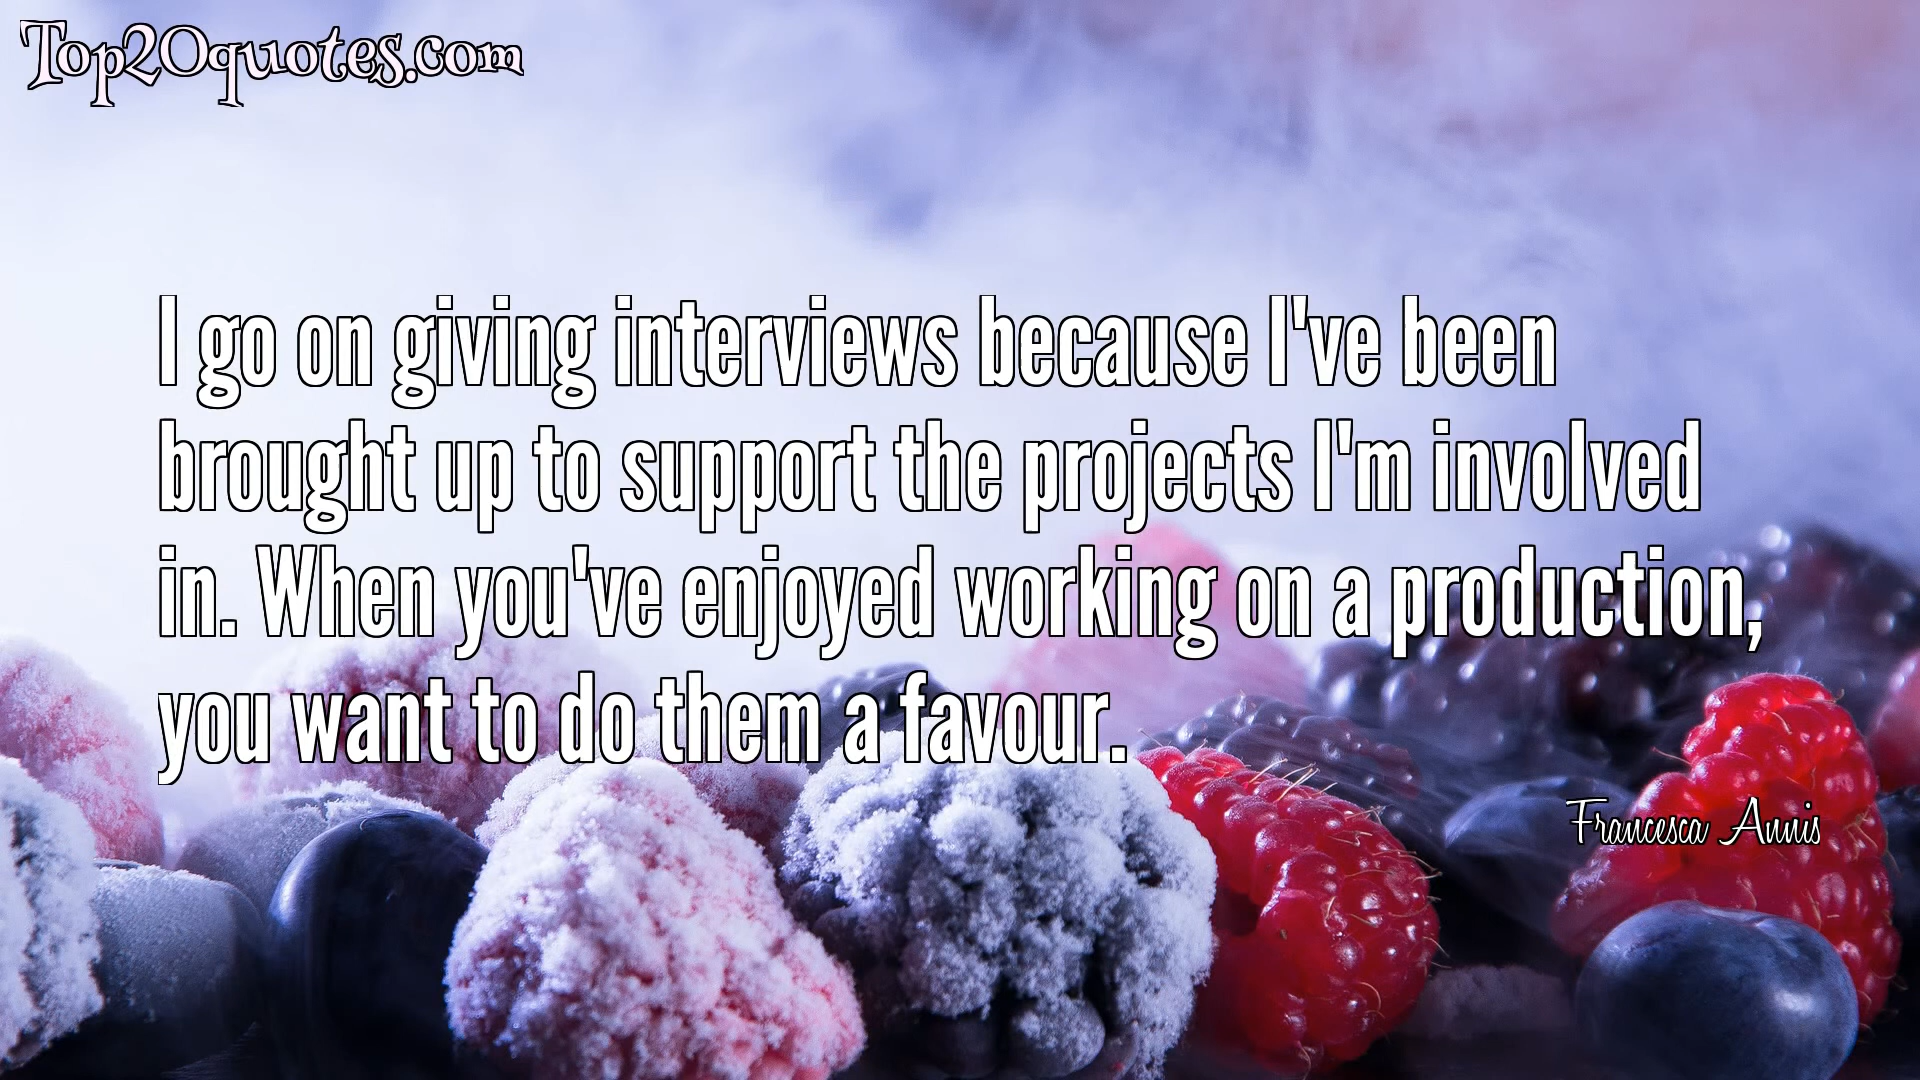 Top20quotes.com
I go on giving interviews because I've been
brought up to support the projects I'm involved
in. When you've enjoyed working on a production,
you want to do them a favour.
Francesca Annis